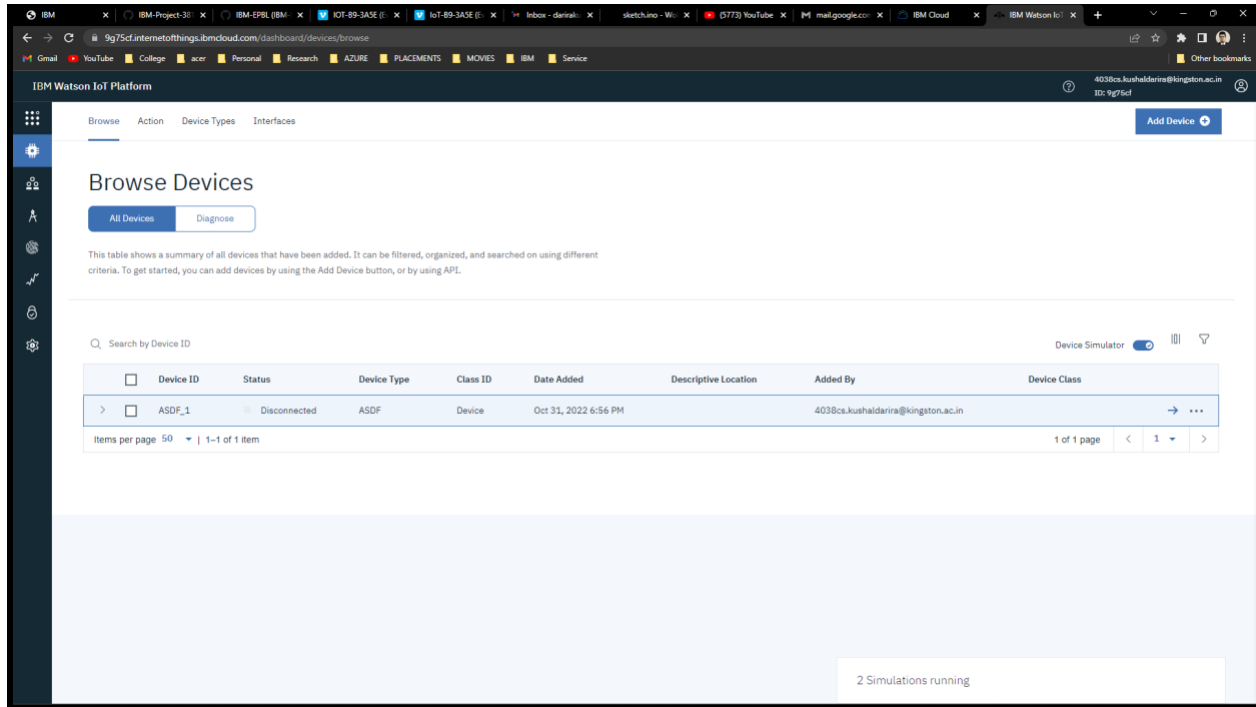 IBM
IBM-Project-381
IBM-EPBL (IBM-
IOT-89-3A5E (E
IoT-89-3A5E (E
Inbox - darirak
sketch.ino - Wo
(5773) YouTube
mail.google.com
IBM Cloud
IBM Watson IoT
9g75cf.internetofthings.ibmcloud.com/dashboard/devices/browse
Gmail YouTube College acer Personal Research AZURE PLACEMENTS MOVIES IBM Service Other bookmarks
IBM Watson IoT Platform
4038cs.kushaldarira@kingston.ac.in
ID: 9g75cf
Browse Action Device Types Interfaces Add Device
Browse Devices
All Devices Diagnose
This table shows a summary of all devices that have been added. It can be filtered, organized, and searched on using different
criteria. To get started, you can add devices by using the Add Device button, or by using API.
Search by Device ID Device Simulator
Device ID Status Device Type Class ID Date Added Descriptive Location Added By Device Class
ASDF_1 Disconnected ASDF Device Oct 31, 2022 6:56 PM 4038cs.kushaldarira@kingston.ac.in
Items per page 50 | 1–1 of 1 item 1 of 1 page 1
2 Simulations running